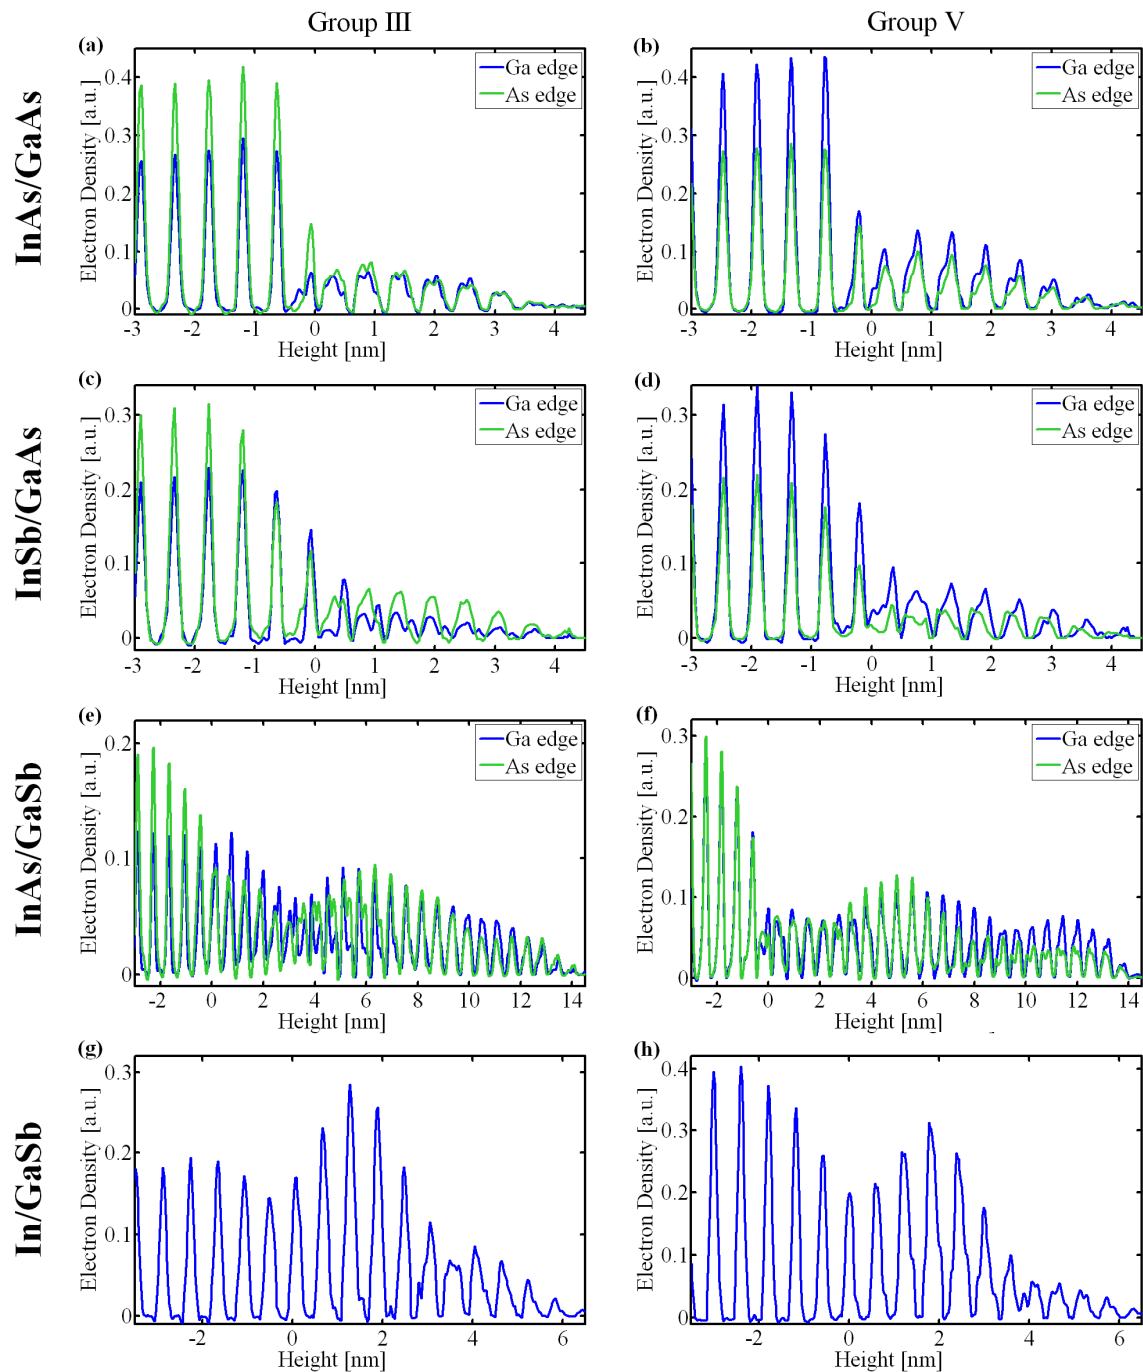 Group III
Group V
InAs/GaAs
(a)
Electron Density [a.u.]
0.4
0.3
0.2
0.1
0
Ga edge
As edge
-3 -2 -1 0 1 2 3 4
Height [nm]
(b)
Electron Density [a.u.]
0.4
0.3
0.2
0.1
0
Ga edge
As edge
-3 -2 -1 0 1 2 3 4
Height [nm]
InSb/GaAs
(c)
Electron Density [a.u.]
0.3
0.2
0.1
0
Ga edge
As edge
-3 -2 -1 0 1 2 3 4
Height [nm]
(d)
Electron Density [a.u.]
0.3
0.2
0.1
0
Ga edge
As edge
-3 -2 -1 0 1 2 3 4
Height [nm]
InAs/GaSb
(e)
Electron Density [a.u.]
0.2
0.1
0
Ga edge
As edge
-2 0 2 4 6 8 10 12 14
Height [nm]
(f)
Electron Density [a.u.]
0.3
0.2
0.1
0
Ga edge
As edge
-2 0 2 4 6 8 10 12 14
Height [nm]
In/GaSb
(g)
Electron Density [a.u.]
0.3
0.2
0.1
0
-2 0 2 4 6
Height [nm]
(h)
Electron Density [a.u.]
0.4
0.3
0.2
0.1
0
-2 0 2 4 6
Height [nm]